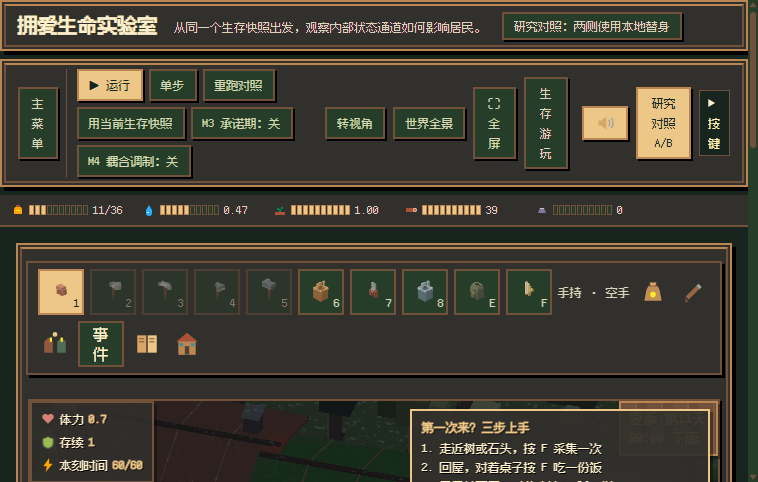 拥爱生命实验室 从同一个生存快照出发，观察内部状态通道如何影响居民。 研究对照：两侧使用本地替身
主菜单
▶ 运行 单步 重跑对照
用当前生存快照 M3 承诺期：关
M4 耦合调制：关
转视角 世界全景
全屏
生存游玩
研究对照 A/B
▶ 按键
11/36 0.47 1.00 39 0
1 2 3 4 5 6 7 8 E F 手持 · 空手
事件
体力 0.7
存续 1
本刻时间 60/60
第一次来？三步上手
1. 走近树或石头，按 F 采集一次
2. 回屋，对着桌子按 F 吃一份饭